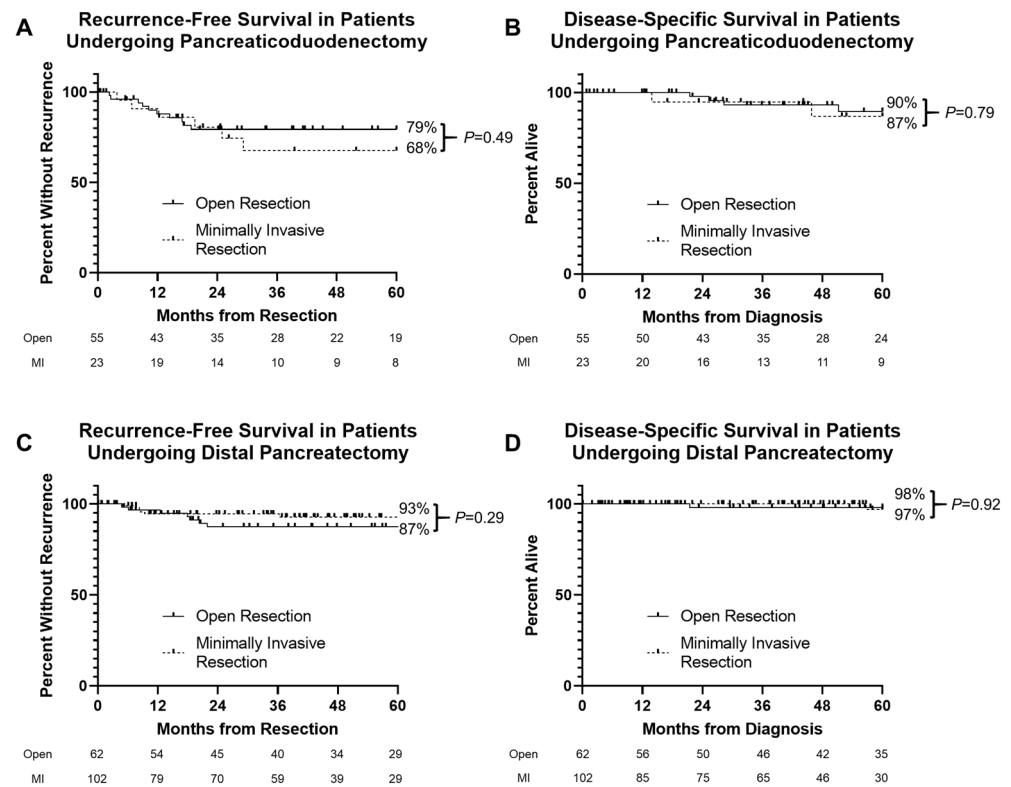 A
Recurrence-Free Survival in Patients
Undergoing Pancreaticoduodenectomy
Percent Without Recurrence
100
50
0
79%
68%
P=0.49
Open Resection
Minimally Invasive
Resection
0 12 24 36 48 60
Months from Resection
Open 55 43 35 28 22 19
MI 23 19 14 10 9 8
B
Disease-Specific Survival in Patients
Undergoing Pancreaticoduodenectomy
Percent Alive
100
50
0
90%
87%
P=0.79
Open Resection
Minimally Invasive
Resection
0 12 24 36 48 60
Months from Diagnosis
Open 55 50 43 35 28 24
MI 23 20 16 13 11 9
C
Recurrence-Free Survival in Patients
Undergoing Distal Pancreatectomy
Percent Without Recurrence
100
50
0
93%
87%
P=0.29
Open Resection
Minimally Invasive
Resection
0 12 24 36 48 60
Months from Resection
Open 62 54 45 40 34 29
MI 102 79 70 59 39 29
D
Disease-Specific Survival in Patients
Undergoing Distal Pancreatectomy
Percent Alive
100
50
0
98%
97%
P=0.92
Open Resection
Minimally Invasive
Resection
0 12 24 36 48 60
Months from Diagnosis
Open 62 56 50 46 42 35
MI 102 85 75 65 46 30